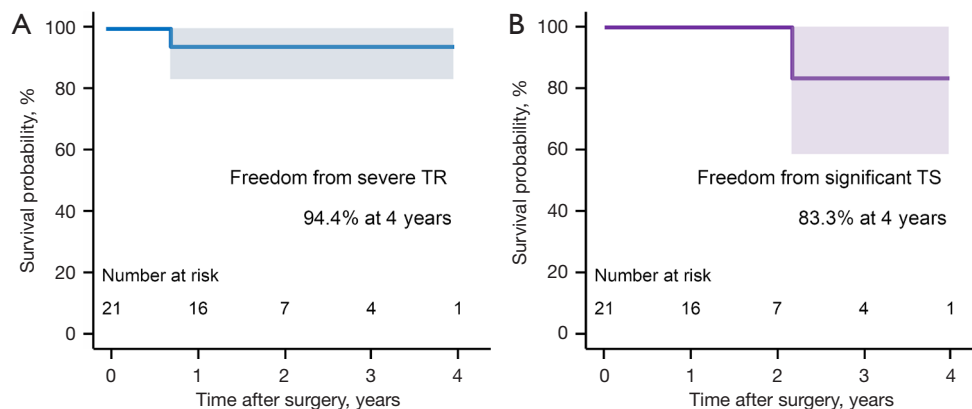 A
Survival probability, %
100
80
60
40
20
0
Freedom from severe TR
94.4% at 4 years
Number at risk
21 16 7 4 1
0 1 2 3 4
Time after surgery, years
B
Survival probability, %
100
80
60
40
20
0
Freedom from significant TS
83.3% at 4 years
Number at risk
21 16 7 4 1
0 1 2 3 4
Time after surgery, years